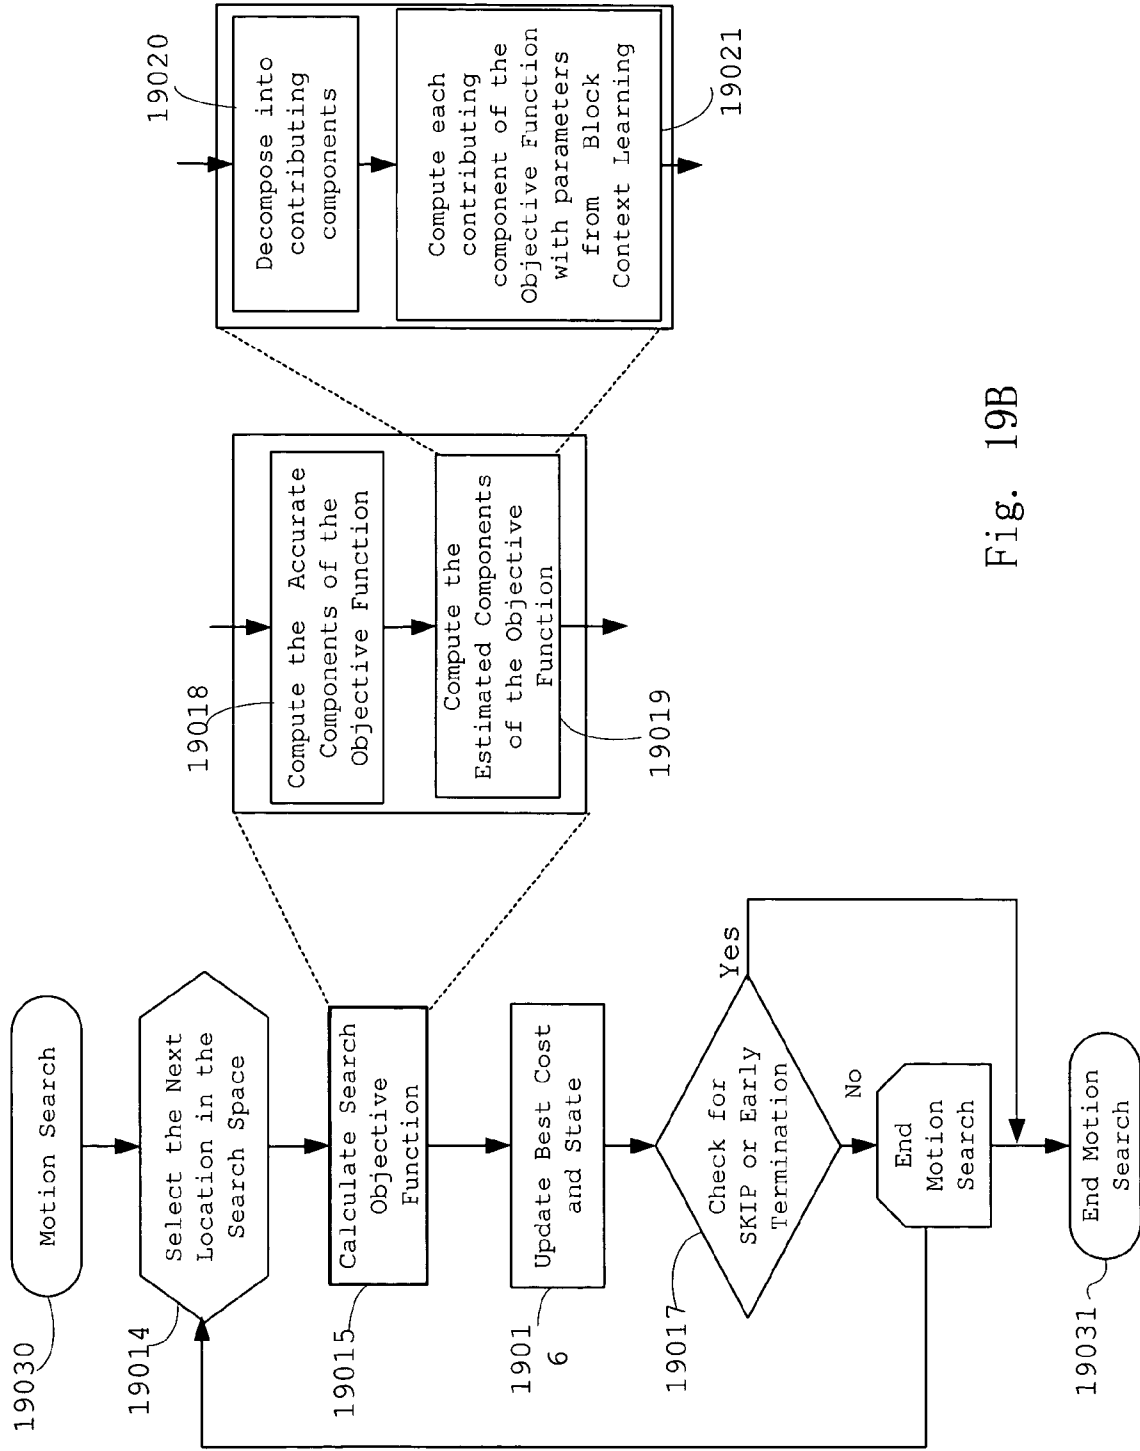 19030
Motion Search
19014
Select the Next
Location in the
Search Space
19015
Calculate Search
Objective
Function
1901
6
Update Best Cost
and State
19017
Check for
SKIP or Early
Termination
Yes
No
End
Motion
Search
19031
End Motion
Search
19018
Compute the Accurate
Components of the
Objective Function
Compute the
Estimated Components
of the Objective
Function
19019
19020
Decompose into
contributing
components
Compute each
contributing
component of the
Objective Function
with parameters
from Block
Context Learning
19021
Fig. 19B